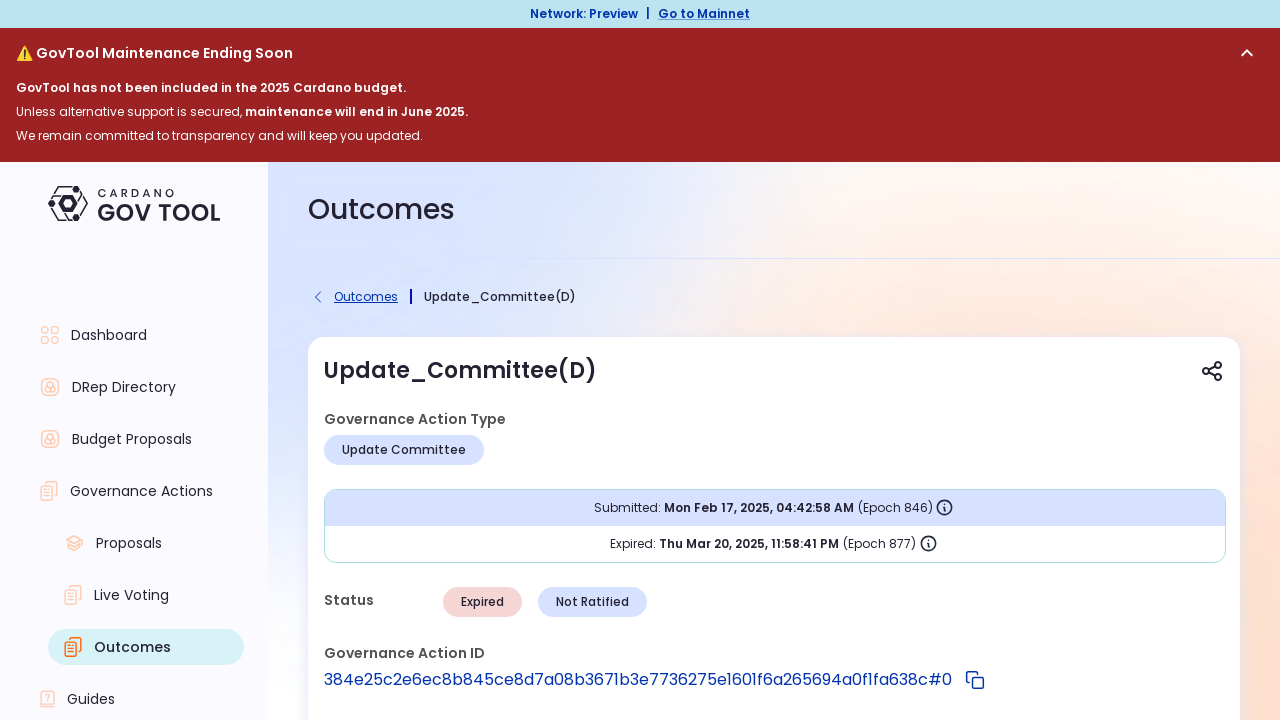 Network: Preview | Go to Mainnet
⚠️ GovTool Maintenance Ending Soon
GovTool has not been included in the 2025 Cardano budget.
Unless alternative support is secured, maintenance will end in June 2025.
We remain committed to transparency and will keep you updated.
CARDANO
GOV TOOL
Outcomes
Outcomes | Update_Committee(D)
Dashboard
DRep Directory
Budget Proposals
Governance Actions
Proposals
Live Voting
Outcomes
Guides
Update_Committee(D)
Governance Action Type
Update Committee
Submitted: Mon Feb 17, 2025, 04:42:58 AM (Epoch 846)
Expired: Thu Mar 20, 2025, 11:58:41 PM (Epoch 877)
Status Expired Not Ratified
Governance Action ID
384e25c2e6ec8b845ce8d7a08b3671b3e7736275e1601f6a265694a0f1fa638c#0